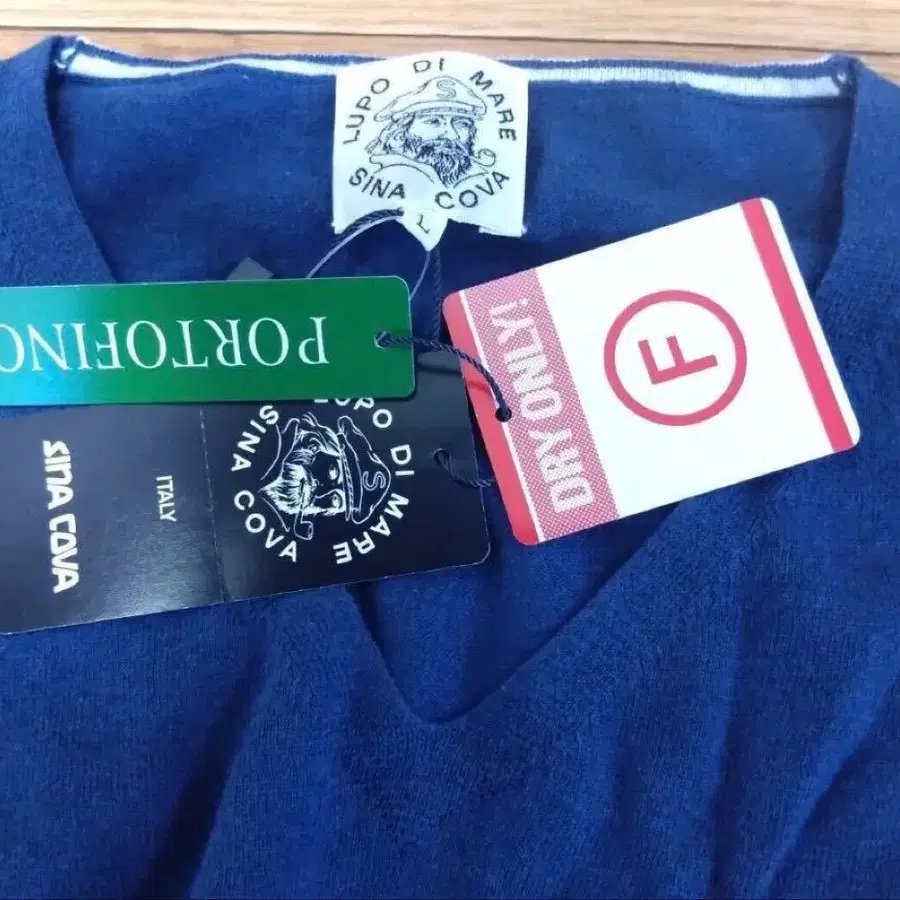 LUPO DI MARE
S
SINA COVA
L
PORTOFINO
DRY ONLY!
F
SINA COVA
ITALY
LUPO DI MARE
S
SINA COVA